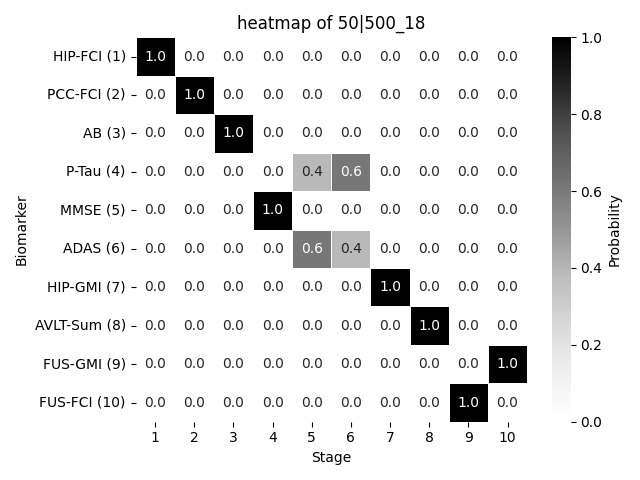 heatmap of 50|500_18
HIP-FCI (1) 1.0 0.0 0.0 0.0 0.0 0.0 0.0 0.0 0.0 0.0
PCC-FCI (2) 0.0 1.0 0.0 0.0 0.0 0.0 0.0 0.0 0.0 0.0
AB (3) 0.0 0.0 1.0 0.0 0.0 0.0 0.0 0.0 0.0 0.0
P-Tau (4) 0.0 0.0 0.0 0.0 0.4 0.6 0.0 0.0 0.0 0.0
MMSE (5) 0.0 0.0 0.0 1.0 0.0 0.0 0.0 0.0 0.0 0.0
ADAS (6) 0.0 0.0 0.0 0.0 0.6 0.4 0.0 0.0 0.0 0.0
HIP-GMI (7) 0.0 0.0 0.0 0.0 0.0 0.0 1.0 0.0 0.0 0.0
AVLT-Sum (8) 0.0 0.0 0.0 0.0 0.0 0.0 0.0 1.0 0.0 0.0
FUS-GMI (9) 0.0 0.0 0.0 0.0 0.0 0.0 0.0 0.0 0.0 1.0
FUS-FCI (10) 0.0 0.0 0.0 0.0 0.0 0.0 0.0 0.0 1.0 0.0
1 2 3 4 5 6 7 8 9 10
Stage
Biomarker
1.0
0.8
0.6
0.4
0.2
0.0
Probability